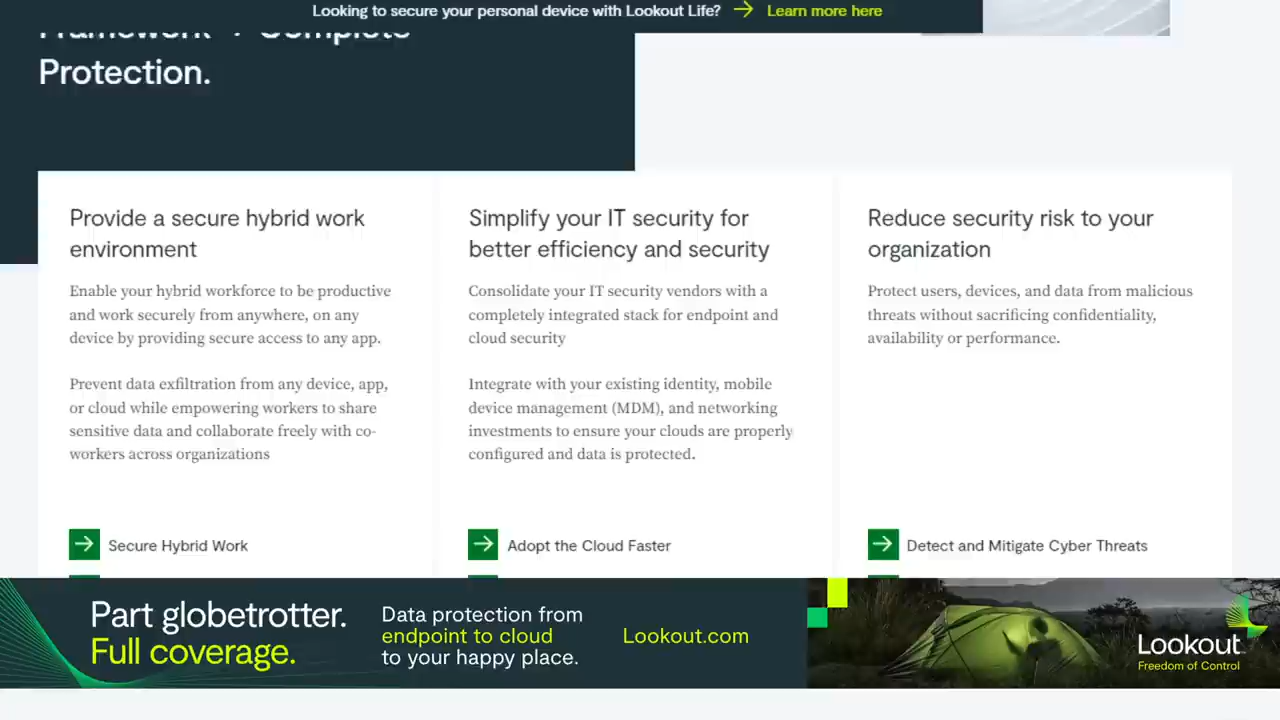 Looking to secure your personal device with Lookout Life? → Learn more here
Framework + Complete
Protection.
Provide a secure hybrid work
environment
Enable your hybrid workforce to be productive
and work securely from anywhere, on any
device by providing secure access to any app.
Prevent data exfiltration from any device, app,
or cloud while empowering workers to share
sensitive data and collaborate freely with co-
workers across organizations
Secure Hybrid Work
Simplify your IT security for
better efficiency and security
Consolidate your IT security vendors with a
completely integrated stack for endpoint and
cloud security
Integrate with your existing identity, mobile
device management (MDM), and networking
investments to ensure your clouds are properly
configured and data is protected.
Adopt the Cloud Faster
Reduce security risk to your
organization
Protect users, devices, and data from malicious
threats without sacrificing confidentiality,
availability or performance.
Detect and Mitigate Cyber Threats
Part globetrotter.
Full coverage.
Data protection from
endpoint to cloud
to your happy place.
Lookout.com
Lookout
Freedom of Control